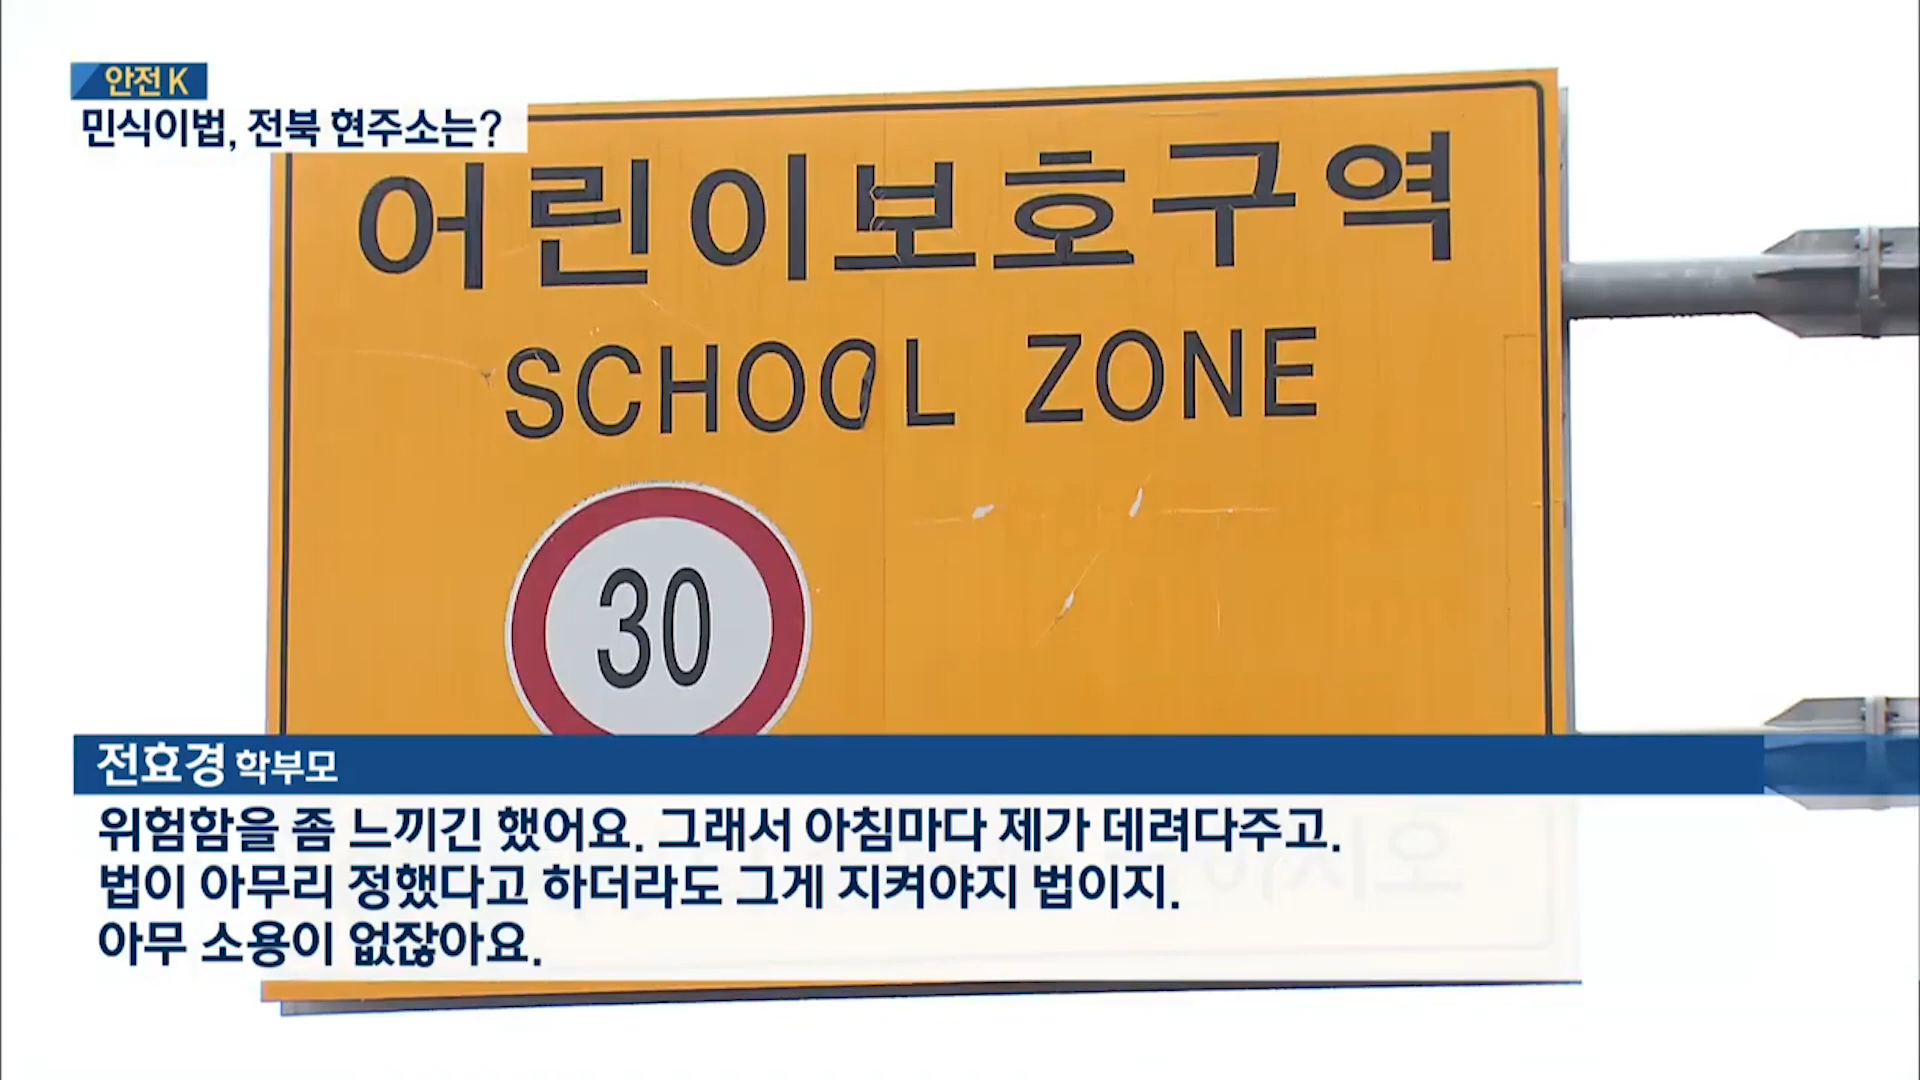 안전 K
민식이법, 전북 현주소는?
어린이보호구역
SCHOOL ZONE
30
전효경 학부모
위험함을 좀 느끼긴 했어요. 그래서 아침마다 제가 데려다주고.
법이 아무리 정했다고 하더라도 그게 지켜야지 법이지.
아무 소용이 없잖아요.